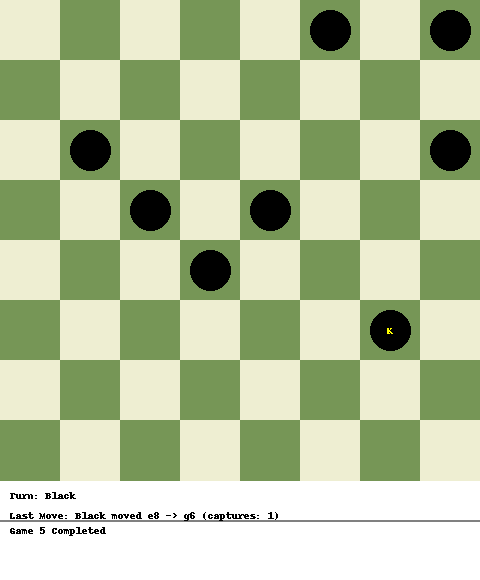 K
Turn: Black
Last Move: Black moved e8 -> g6 (captures: 1)
Game 5 Completed